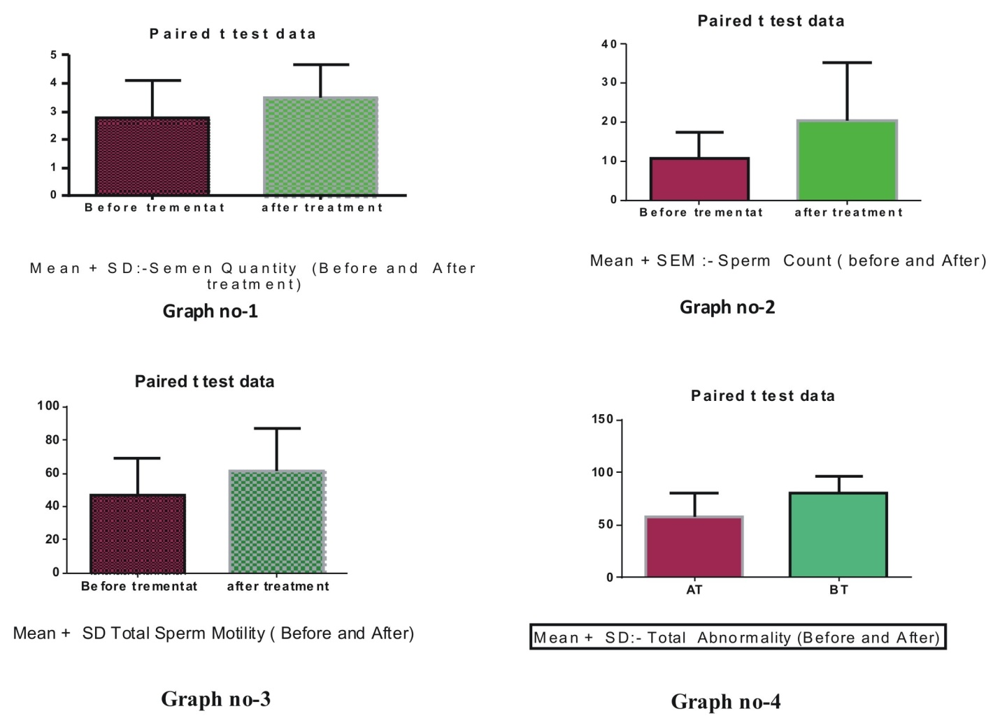 Paired t test data
5
4
3
2
1
0
Before trementat after treatment
Mean + SD:-Semen Quantity (Before and After
treatment)
Graph no-1
Paired t test data
40
30
20
10
0
Before trementat after treatment
Mean + SEM :- Sperm Count ( before and After)
Graph no-2
Paired t test data
100
80
60
40
20
0
Before trementat after treatment
Mean + SD Total Sperm Motility ( Before and After)
Graph no-3
Paired t test data
150
100
50
0
AT BT
Mean + SD:- Total Abnormality (Before and After)
Graph no-4